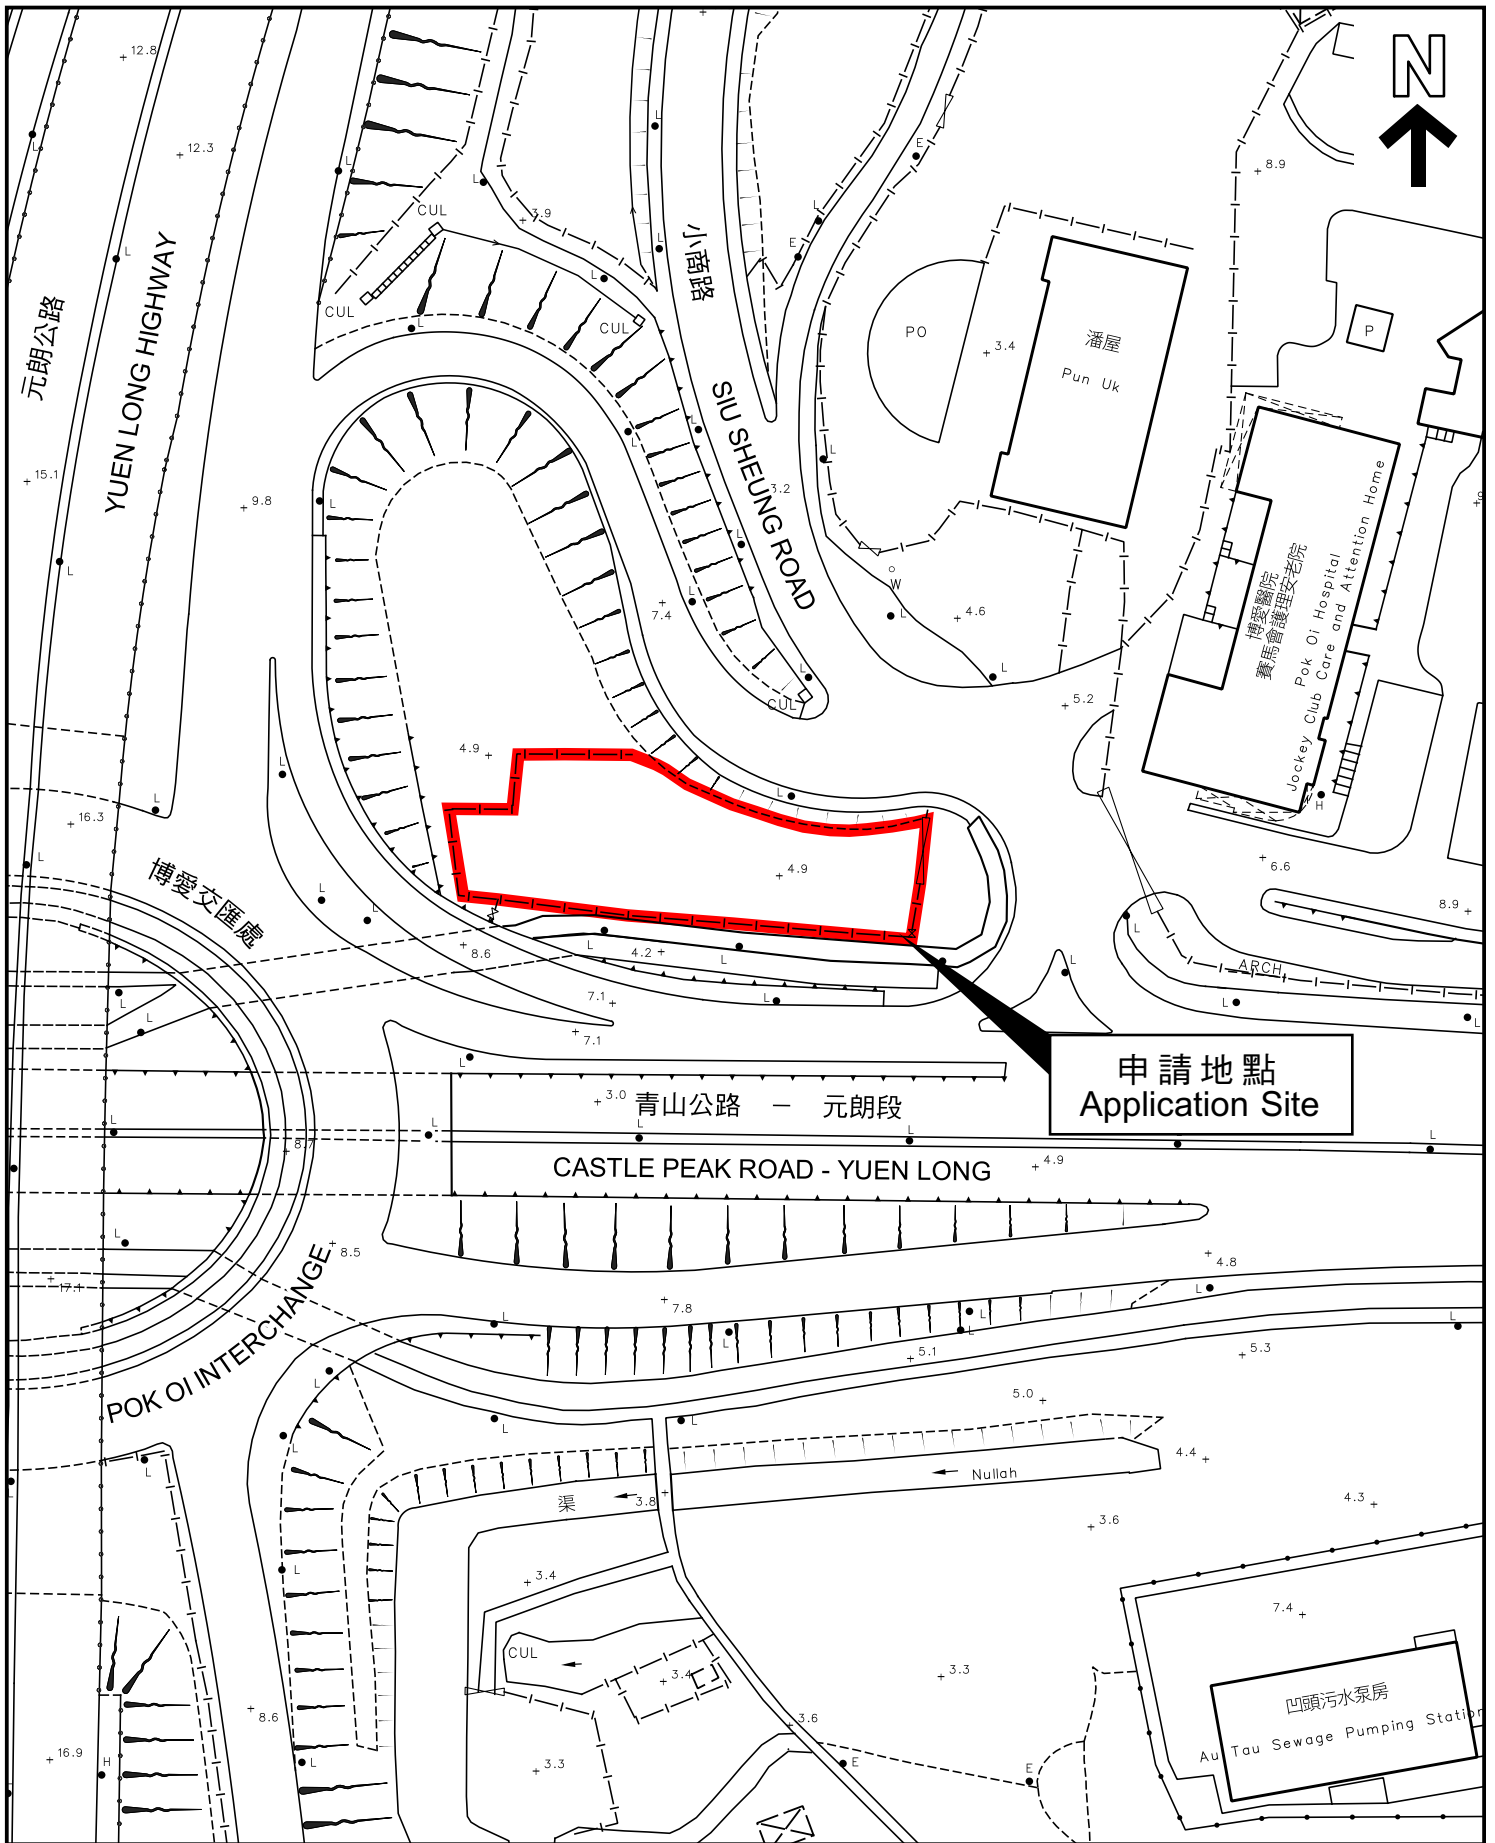 N
12.8
12.3
8.9
L
L
L
L
L
E
L
E
L
CUL
3.9
CUL
CUL
L
L
小商路
元朗公路
YUEN LONG HIGHWAY
PO
3.4
潘屋
Pun Uk
P
SIU SHEUNG ROAD
15.1
9.8
3.2
L
L
L
L
L
W
L
4.6
7.4
L
L
CUL
5.2
博愛醫院
賽馬會護理安老院
Pok Oi Hospital
Jockey Club Care and Attention Home
H
4.9
L
L
L
16.3
L
博愛交匯處
4.9
6.6
8.9
L
L
8.6
L
4.2
L
L
7.1
7.1
L
L
ARCH
L
L
L
L
申請地點
Application Site
3.0
青山公路 － 元朗段
CASTLE PEAK ROAD - YUEN LONG
4.9
8.7
L
L
L
L
L
L
8.5
17.1
POK OI INTERCHANGE
7.8
4.8
L
L
L
L
L
5.1
5.3
5.0
L
L
L
L
4.4
Nullah
渠
3.8
4.3
3.6
L
3.4
7.4
CUL
3.4
3.3
凹頭污水泵房
Au Tau Sewage Pumping Station
8.6
3.6
16.9
H
L
3.3
E
E